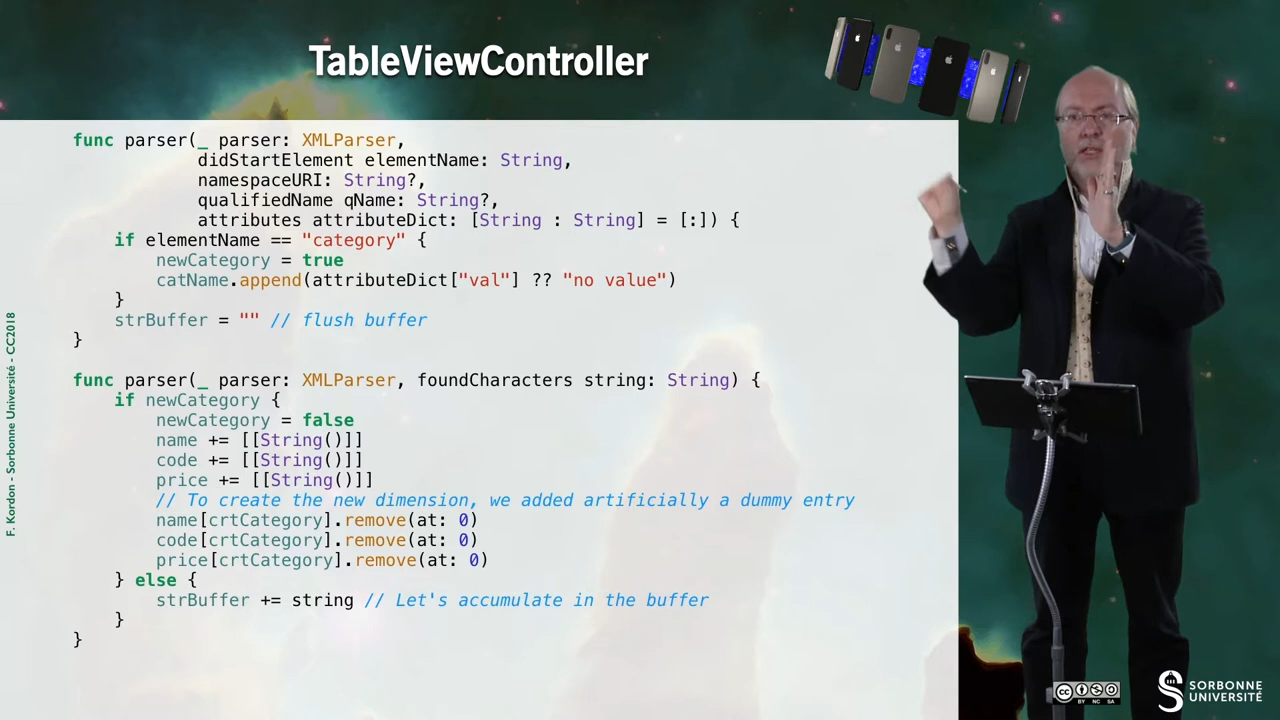 TableViewController
func parser(_ parser: XMLParser,
            didStartElement elementName: String,
            namespaceURI: String?,
            qualifiedName qName: String?,
            attributes attributeDict: [String : String] = [:]) {
    if elementName == "category" {
        newCategory = true
        catName.append(attributeDict["val"] ?? "no value")
    }
    strBuffer = "" // flush buffer
}
func parser(_ parser: XMLParser, foundCharacters string: String) {
    if newCategory {
        newCategory = false
        name += [[String()]]
        code += [[String()]]
        price += [[String()]]
        // To create the new dimension, we added artificially a dummy entry
        name[crtCategory].remove(at: 0)
        code[crtCategory].remove(at: 0)
        price[crtCategory].remove(at: 0)
    } else {
        strBuffer += string // Let's accumulate in the buffer
    }
}
F. Kordon - Sorbonne Université - CC2018
CC BY NC SA
SORBONNE
UNIVERSITÉ